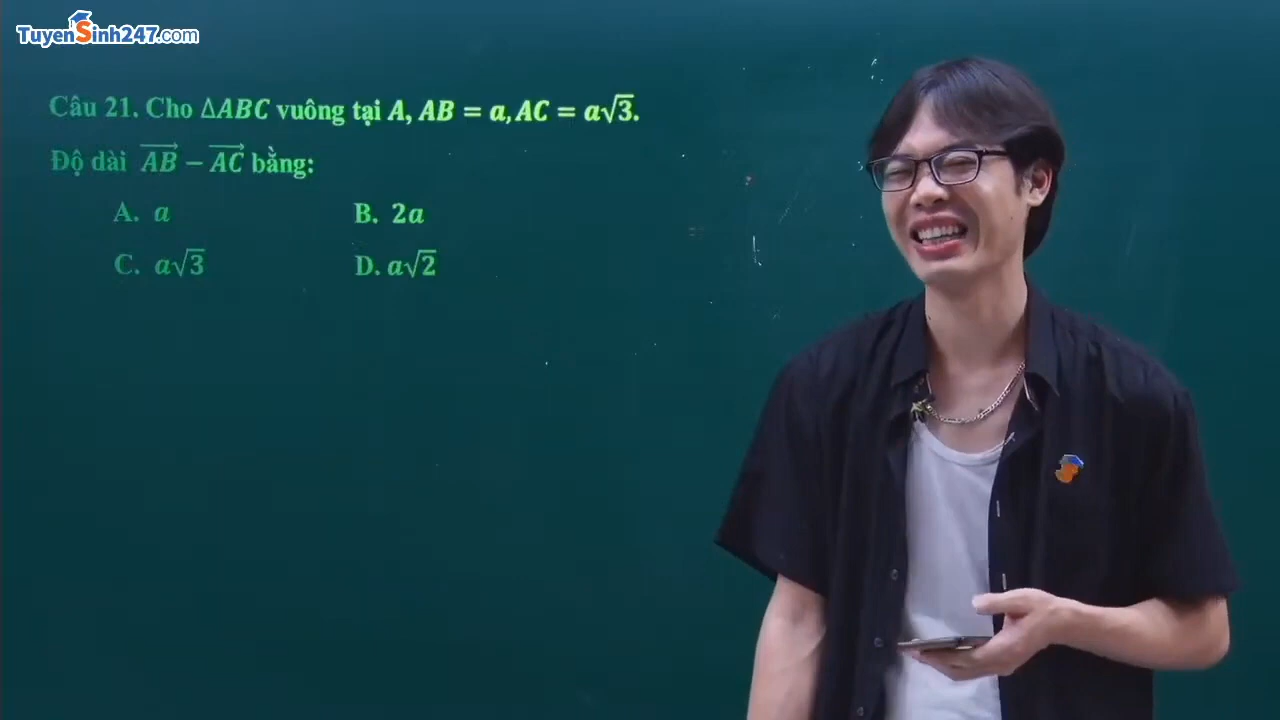 TuyenSinh247.com
Câu 21. Cho ΔABC vuông tại A, AB = a, AC = a√3.
Độ dài $\overrightarrow{AB} - \overrightarrow{AC}$ bằng:
A. a B. 2a
C. a√3 D. a√2